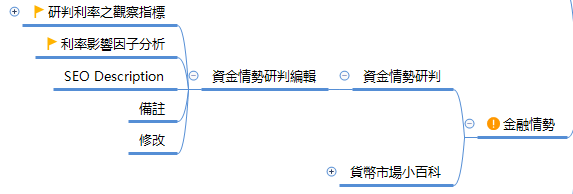 研判利率之觀察指標
利率影響因子分析
SEO Description
資金情勢研判編輯
資金情勢研判
備註
金融情勢
修改
貨幣市場小百科